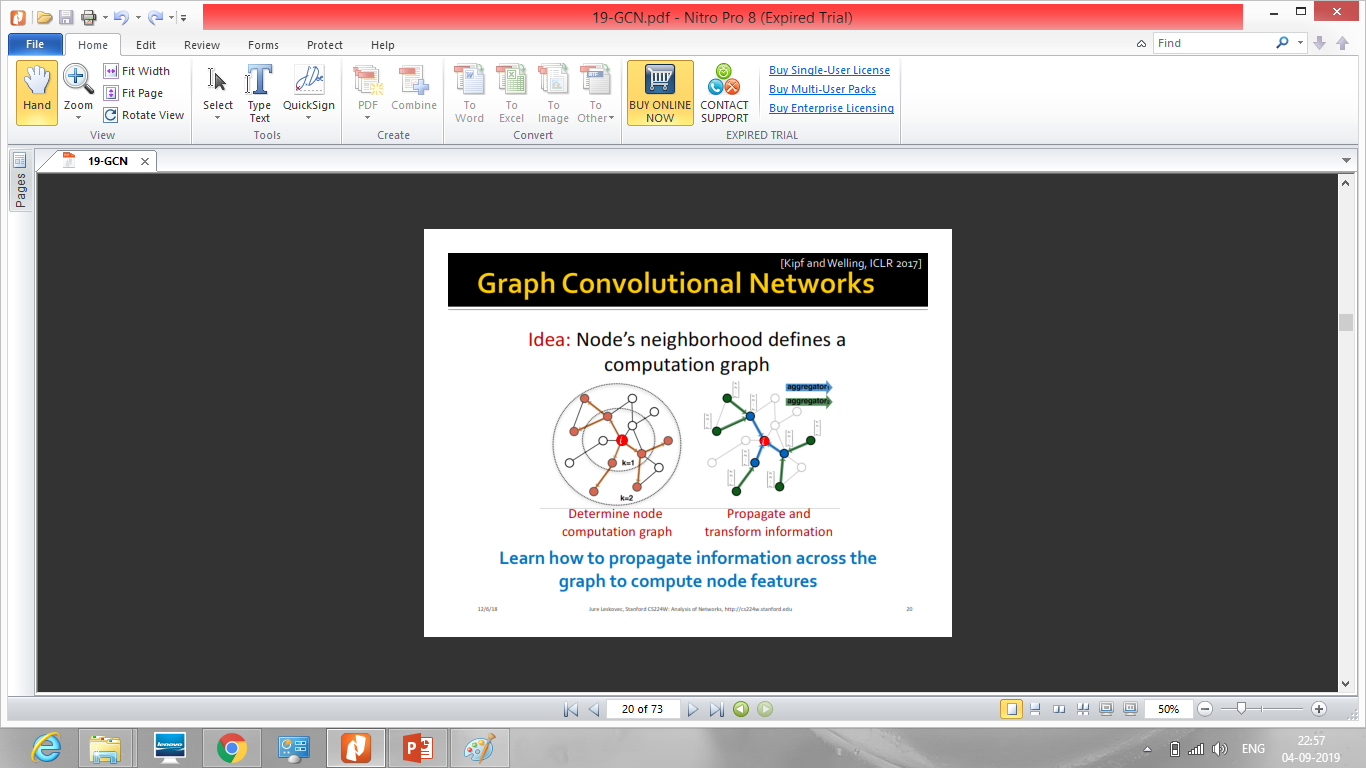 19-GCN.pdf - Nitro Pro 8 (Expired Trial)
File Home Edit Review Forms Protect Help
Find
Hand
Zoom
Fit Width
Fit Page
Rotate View
View
Select
Type Text
QuickSign
Tools
PDF
Combine
Create
To Word
To Excel
To Image
To Other
Convert
BUY ONLINE NOW
CONTACT SUPPORT
Buy Single-User License
Buy Multi-User Packs
Buy Enterprise Licensing
EXPIRED TRIAL
Pages
19-GCN
[Kipf and Welling, ICLR 2017]
Graph Convolutional Networks
Idea: Node's neighborhood defines a
computation graph
i
k=1
k=2
aggregator₁
aggregator₂
i
Determine node
computation graph
Propagate and
transform information
Learn how to propagate information across the
graph to compute node features
12/6/18 Jure Leskovec, Stanford CS224W: Analysis of Networks, http://cs224w.stanford.edu 20
20 of 73
50%
lenovo
ENG
22:57
04-09-2019